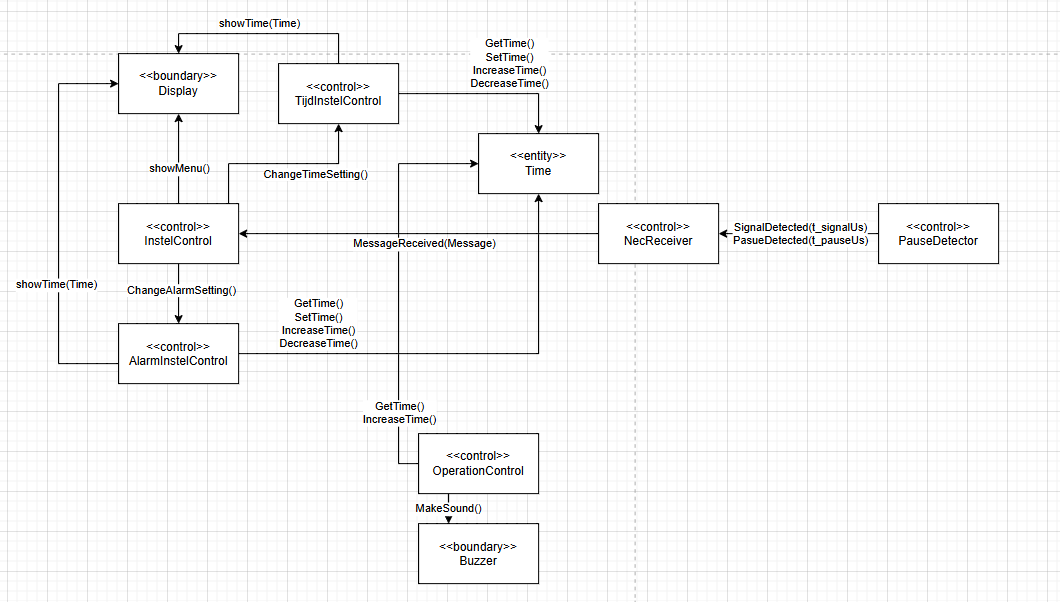 showTime(Time)
GetTime()
SetTime()
IncreaseTime()
DecreaseTime()
<<boundary>>
Display
<<control>>
TijdInstelControl
<<entity>>
Time
showMenu()
ChangeTimeSetting()
<<control>>
InstelControl
MessageReceived(Message)
<<control>>
NecReceiver
SignalDetected(t_signalUs)
PasueDetected(t_pauseUs)
<<control>>
PauseDetector
showTime(Time)
ChangeAlarmSetting()
GetTime()
SetTime()
IncreaseTime()
DecreaseTime()
<<control>>
AlarmInstelControl
GetTime()
IncreaseTime()
<<control>>
OperationControl
MakeSound()
<<boundary>>
Buzzer